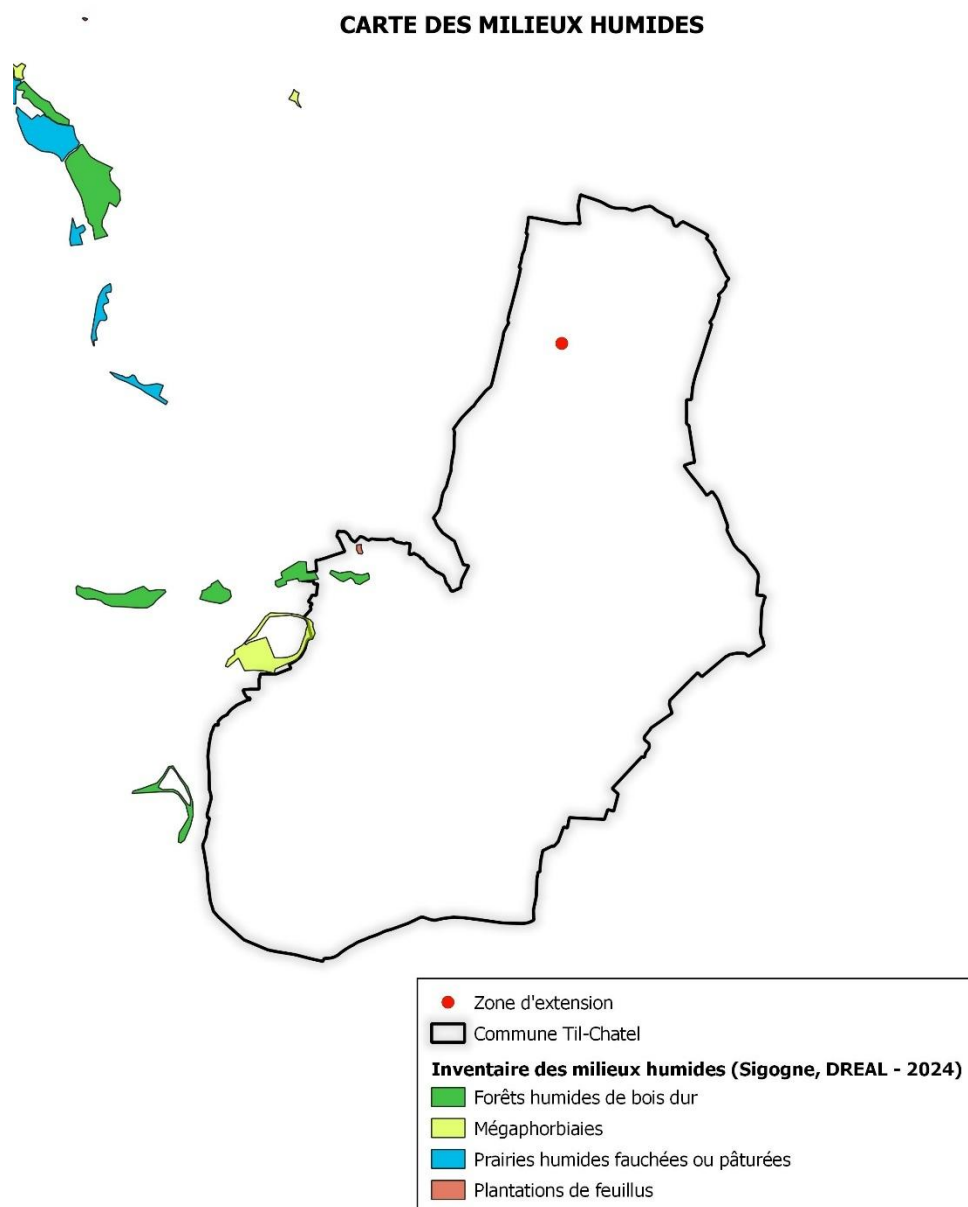 CARTE DES MILIEUX HUMIDES
Zone d'extension
Commune Til-Chatel
Inventaire des milieux humides (Sigogne, DREAL - 2024)
Forêts humides de bois dur
Mégaphorbiaies
Prairies humides fauchées ou pâturées
Plantations de feuillus